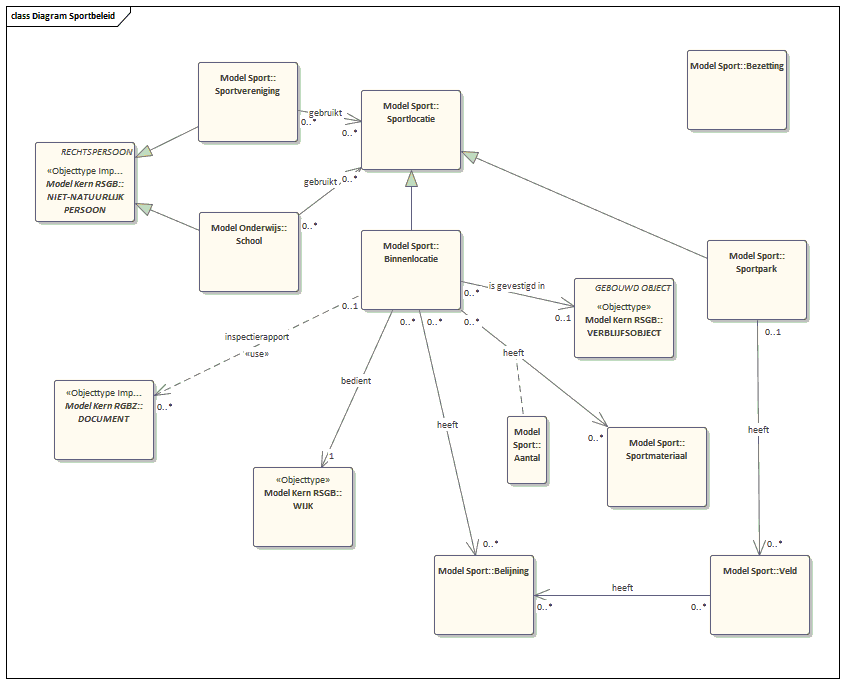 class Diagram Sportbeleid
Model Sport::Bezetting
Model Sport::
Sportvereniging
gebruikt
0..*
0..*
Model Sport::
Sportlocatie
RECHTSPERSOON
«Objecttype Imp...
Model Kern RSGB::
NIET-NATUURLIJK
PERSOON
gebruikt
0..*
0..*
Model Onderwijs::
School
Model Sport::
Binnenlocatie
Model Sport::
Sportpark
is gevestigd in
0..*
0..1
GEBOUWD OBJECT
«Objecttype»
Model Kern RSGB::
VERBLIJFSOBJECT
0..1
0..*
0..*
0..*
0..1
inspectierapport
«use»
heeft
bedient
«Objecttype Imp...
Model Kern RGBZ::
DOCUMENT
0..*
heeft
Model
Sport::
Aantal
0..*
Model Sport::
Sportmateriaal
heeft
1
«Objecttype»
Model Kern RSGB::
WIJK
0..*
0..*
Model Sport::Belijning
heeft
0..*
0..*
Model Sport::Veld